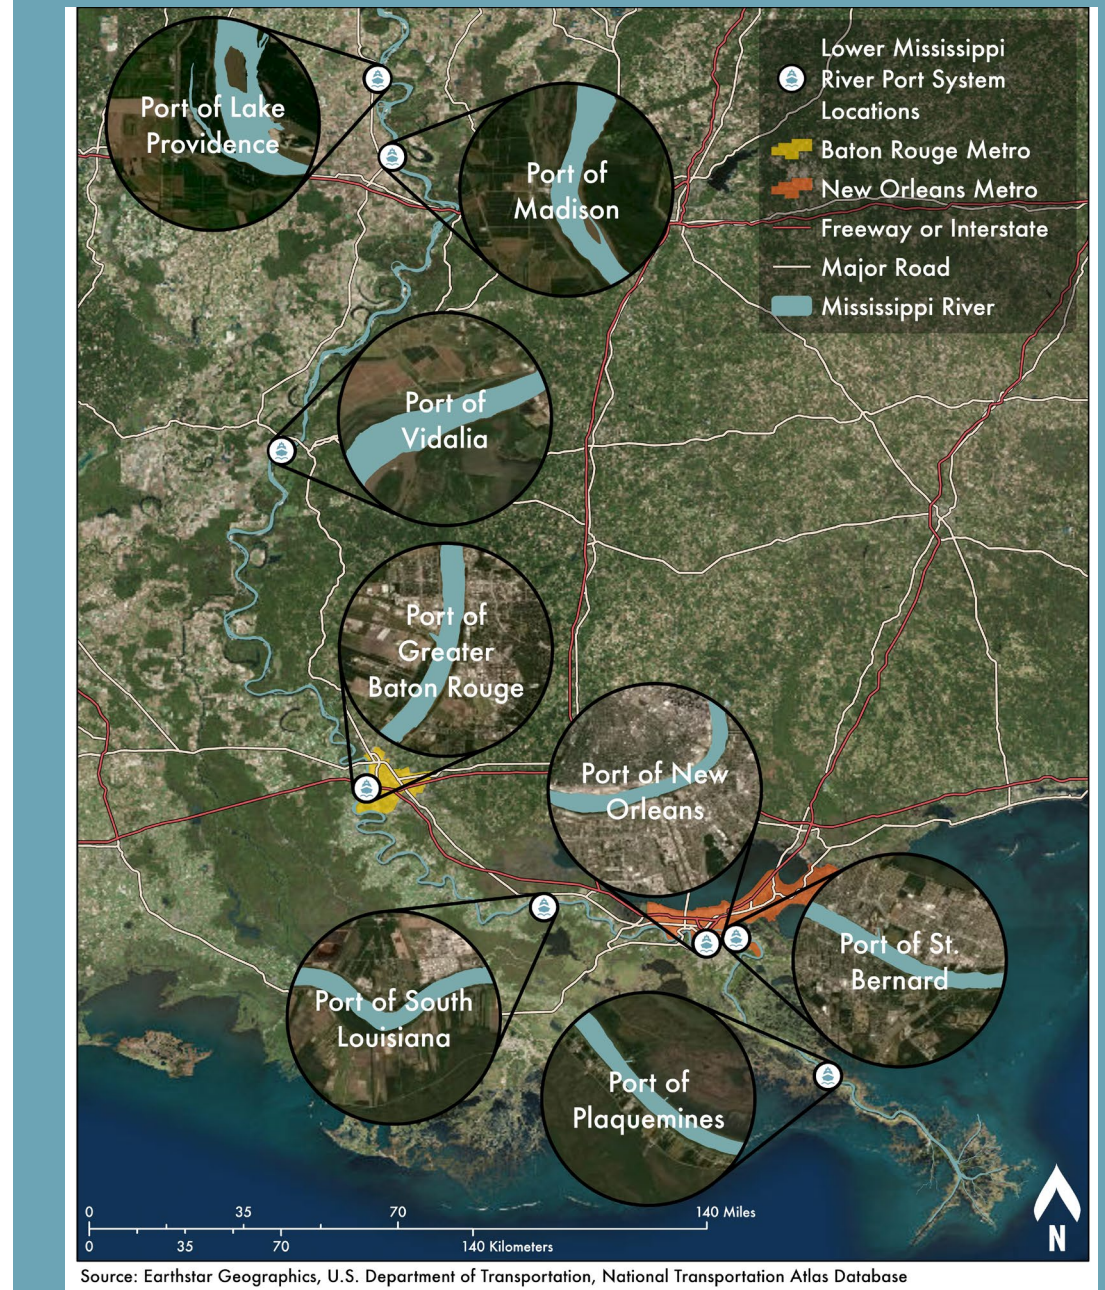 Lower Mississippi
River Port System
Locations
Baton Rouge Metro
New Orleans Metro
Freeway or Interstate
Major Road
Mississippi River
Port of Lake
Providence
Port of
Madison
Port of
Vidalia
Port of
Greater
Baton Rouge
Port of New
Orleans
Port of St.
Bernard
Port of South
Louisiana
Port of
Plaquemines
0 35 70 140 Miles
0 35 70 140 Kilometers
N
Source: Earthstar Geographics, U.S. Department of Transportation, National Transportation Atlas Database